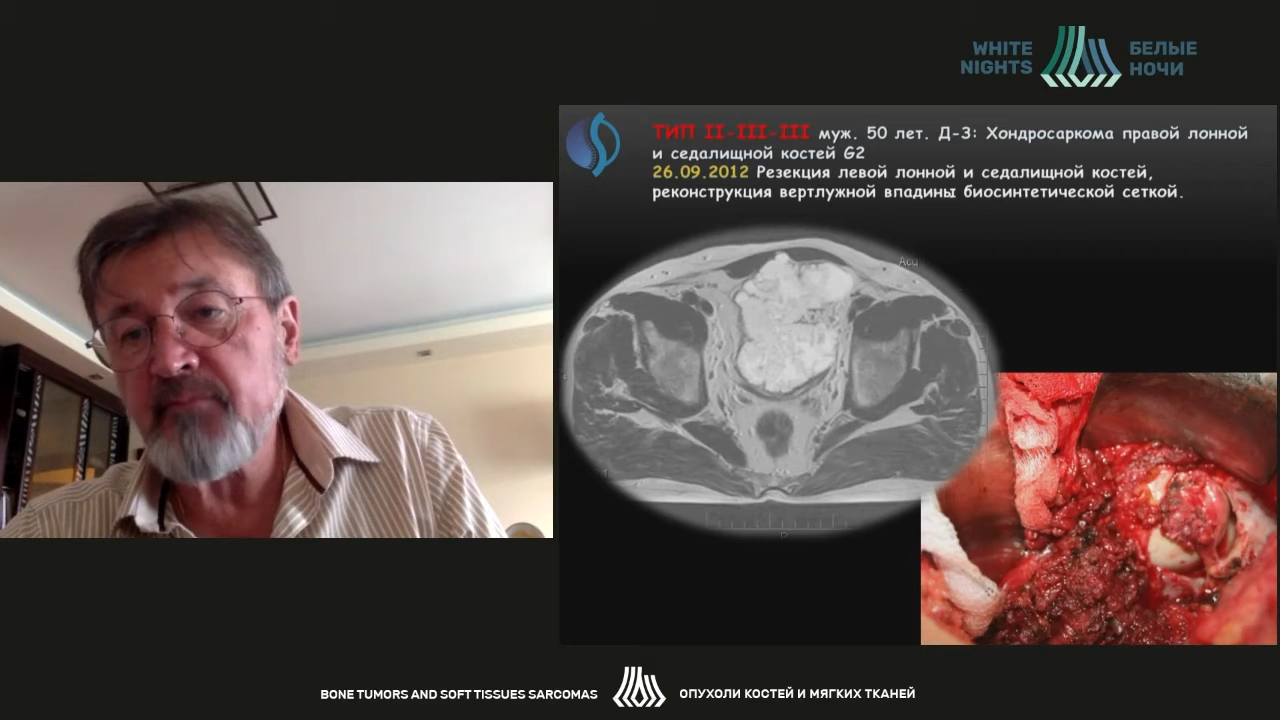 WHITE
NIGHTS
БЕЛЫЕ
НОЧИ
ТИП II-III-III муж. 50 лет. Д-З: Хондросаркома правой лонной
и седалищной костей G2
26.09.2012 Резекция левой лонной и седалищной костей,
реконструкция вертлужной впадины биосинтетической сеткой.
BONE TUMORS AND SOFT TISSUES SARCOMAS
ОПУХОЛИ КОСТЕЙ И МЯГКИХ ТКАНЕЙ